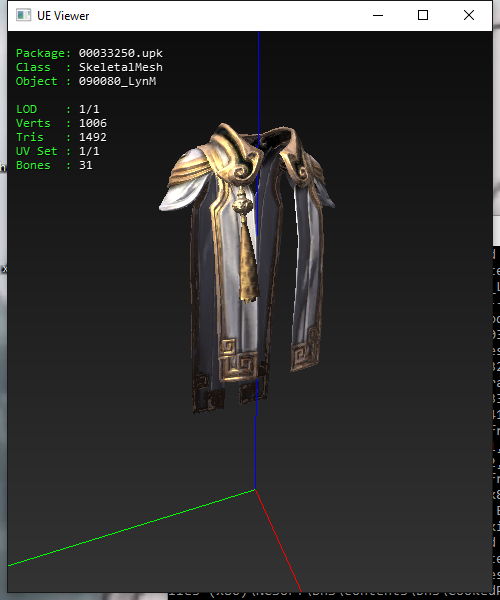 UE Viewer
Package: 00033250.upk
Class : SkeletalMesh
Object : 090080_LynM
LOD : 1/1
Verts : 1006
Tris : 1492
UV Set : 1/1
Bones : 31